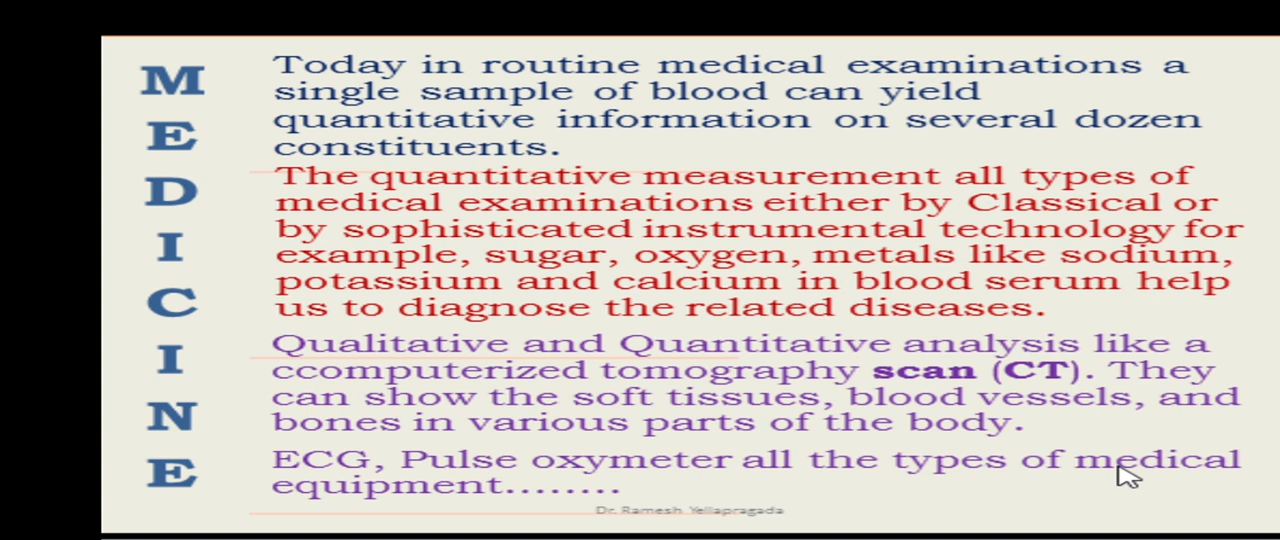 MEDICINE
Today in routine medical examinations a
single sample of blood can yield
quantitative information on several dozen
constituents.
The quantitative measurement all types of
medical examinations either by Classical or
by sophisticated instrumental technology for
example, sugar, oxygen, metals like sodium,
potassium and calcium in blood serum help
us to diagnose the related diseases.
Qualitative and Quantitative analysis like a
ccomputerized tomography scan (CT). They
can show the soft tissues, blood vessels, and
bones in various parts of the body.
ECG, Pulse oxymeter all the types of medical
equipment........
Dr. Ramesh Yellapragada